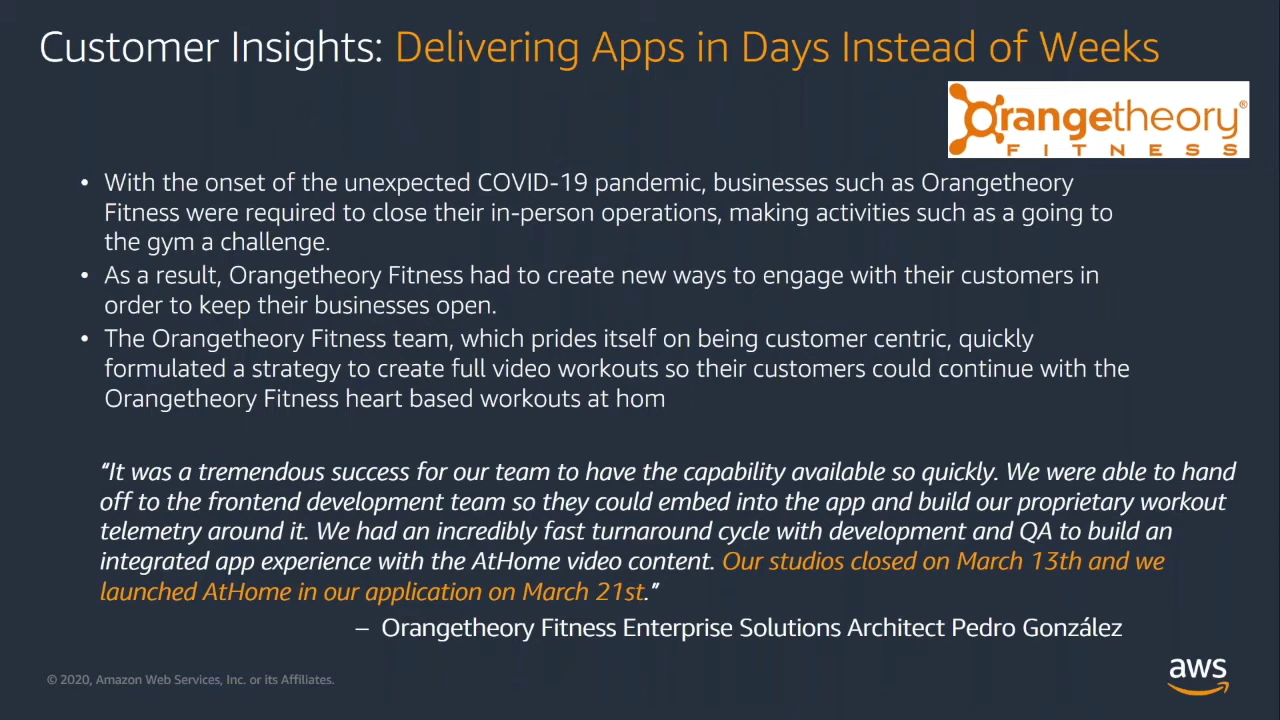 Customer Insights: Delivering Apps in Days Instead of Weeks
Orangetheory®
FITNESS
• With the onset of the unexpected COVID-19 pandemic, businesses such as Orangetheory
Fitness were required to close their in-person operations, making activities such as a going to
the gym a challenge.
• As a result, Orangetheory Fitness had to create new ways to engage with their customers in
order to keep their businesses open.
• The Orangetheory Fitness team, which prides itself on being customer centric, quickly
formulated a strategy to create full video workouts so their customers could continue with the
Orangetheory Fitness heart based workouts at hom
“It was a tremendous success for our team to have the capability available so quickly. We were able to hand
off to the frontend development team so they could embed into the app and build our proprietary workout
telemetry around it. We had an incredibly fast turnaround cycle with development and QA to build an
integrated app experience with the AtHome video content. Our studios closed on March 13th and we
launched AtHome in our application on March 21st.”
– Orangetheory Fitness Enterprise Solutions Architect Pedro González
© 2020, Amazon Web Services, Inc. or its Affiliates.
aws